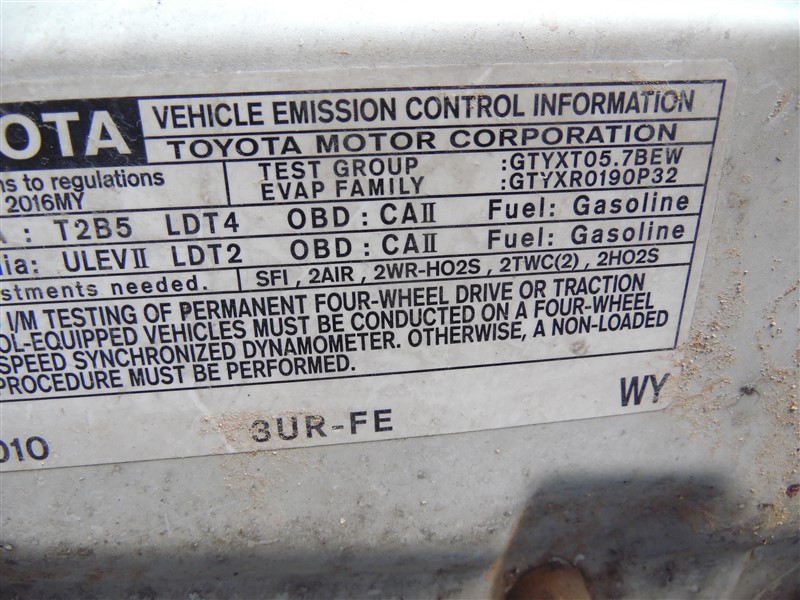 OTA
VEHICLE EMISSION CONTROL INFORMATION
TOYOTA MOTOR CORPORATION
ns to regulations
2016MY
TEST GROUP :GTYXT05.7BEW
EVAP FAMILY :GTYXR0190P32
A : T2B5 LDT4 OBD : CAII Fuel: Gasoline
nia: ULEVII LDT2 OBD : CAII Fuel: Gasoline
stments needed. SFI , 2AIR , 2WR-HO2S , 2TWC(2) , 2HO2S
I/M TESTING OF PERMANENT FOUR-WHEEL DRIVE OR TRACTION
OL-EQUIPPED VEHICLES MUST BE CONDUCTED ON A FOUR-WHEEL
SPEED SYNCHRONIZED DYNAMOMETER. OTHERWISE, A NON-LOADED
PROCEDURE MUST BE PERFORMED.
010 3UR-FE WY